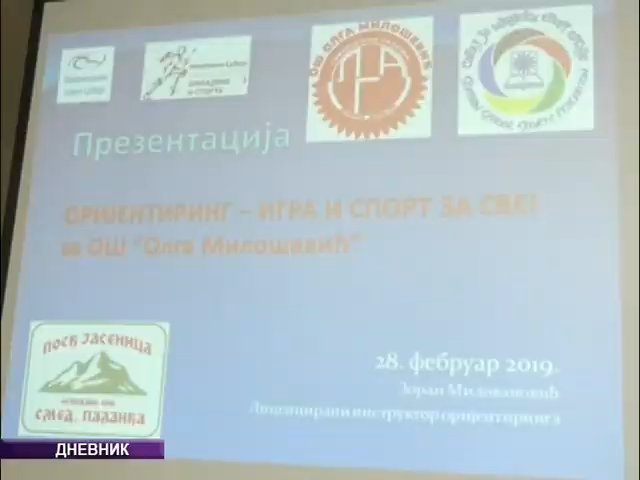 ОШ ОЛГА МИЛОШЕВИЋ
Презентација
ОРИЈЕНТИРИНГ – ИГРА И СПОРТ ЗА СВЕ!
за ОШ "Олга Милошевић"
ПОСК ЈАСЕНИЦА
СМЕД. ПАЛАНКА
28. фебруар 2019.
Зоран Миловановић
Лиценцирани инструктор оријентиринга
ДНЕВНИК